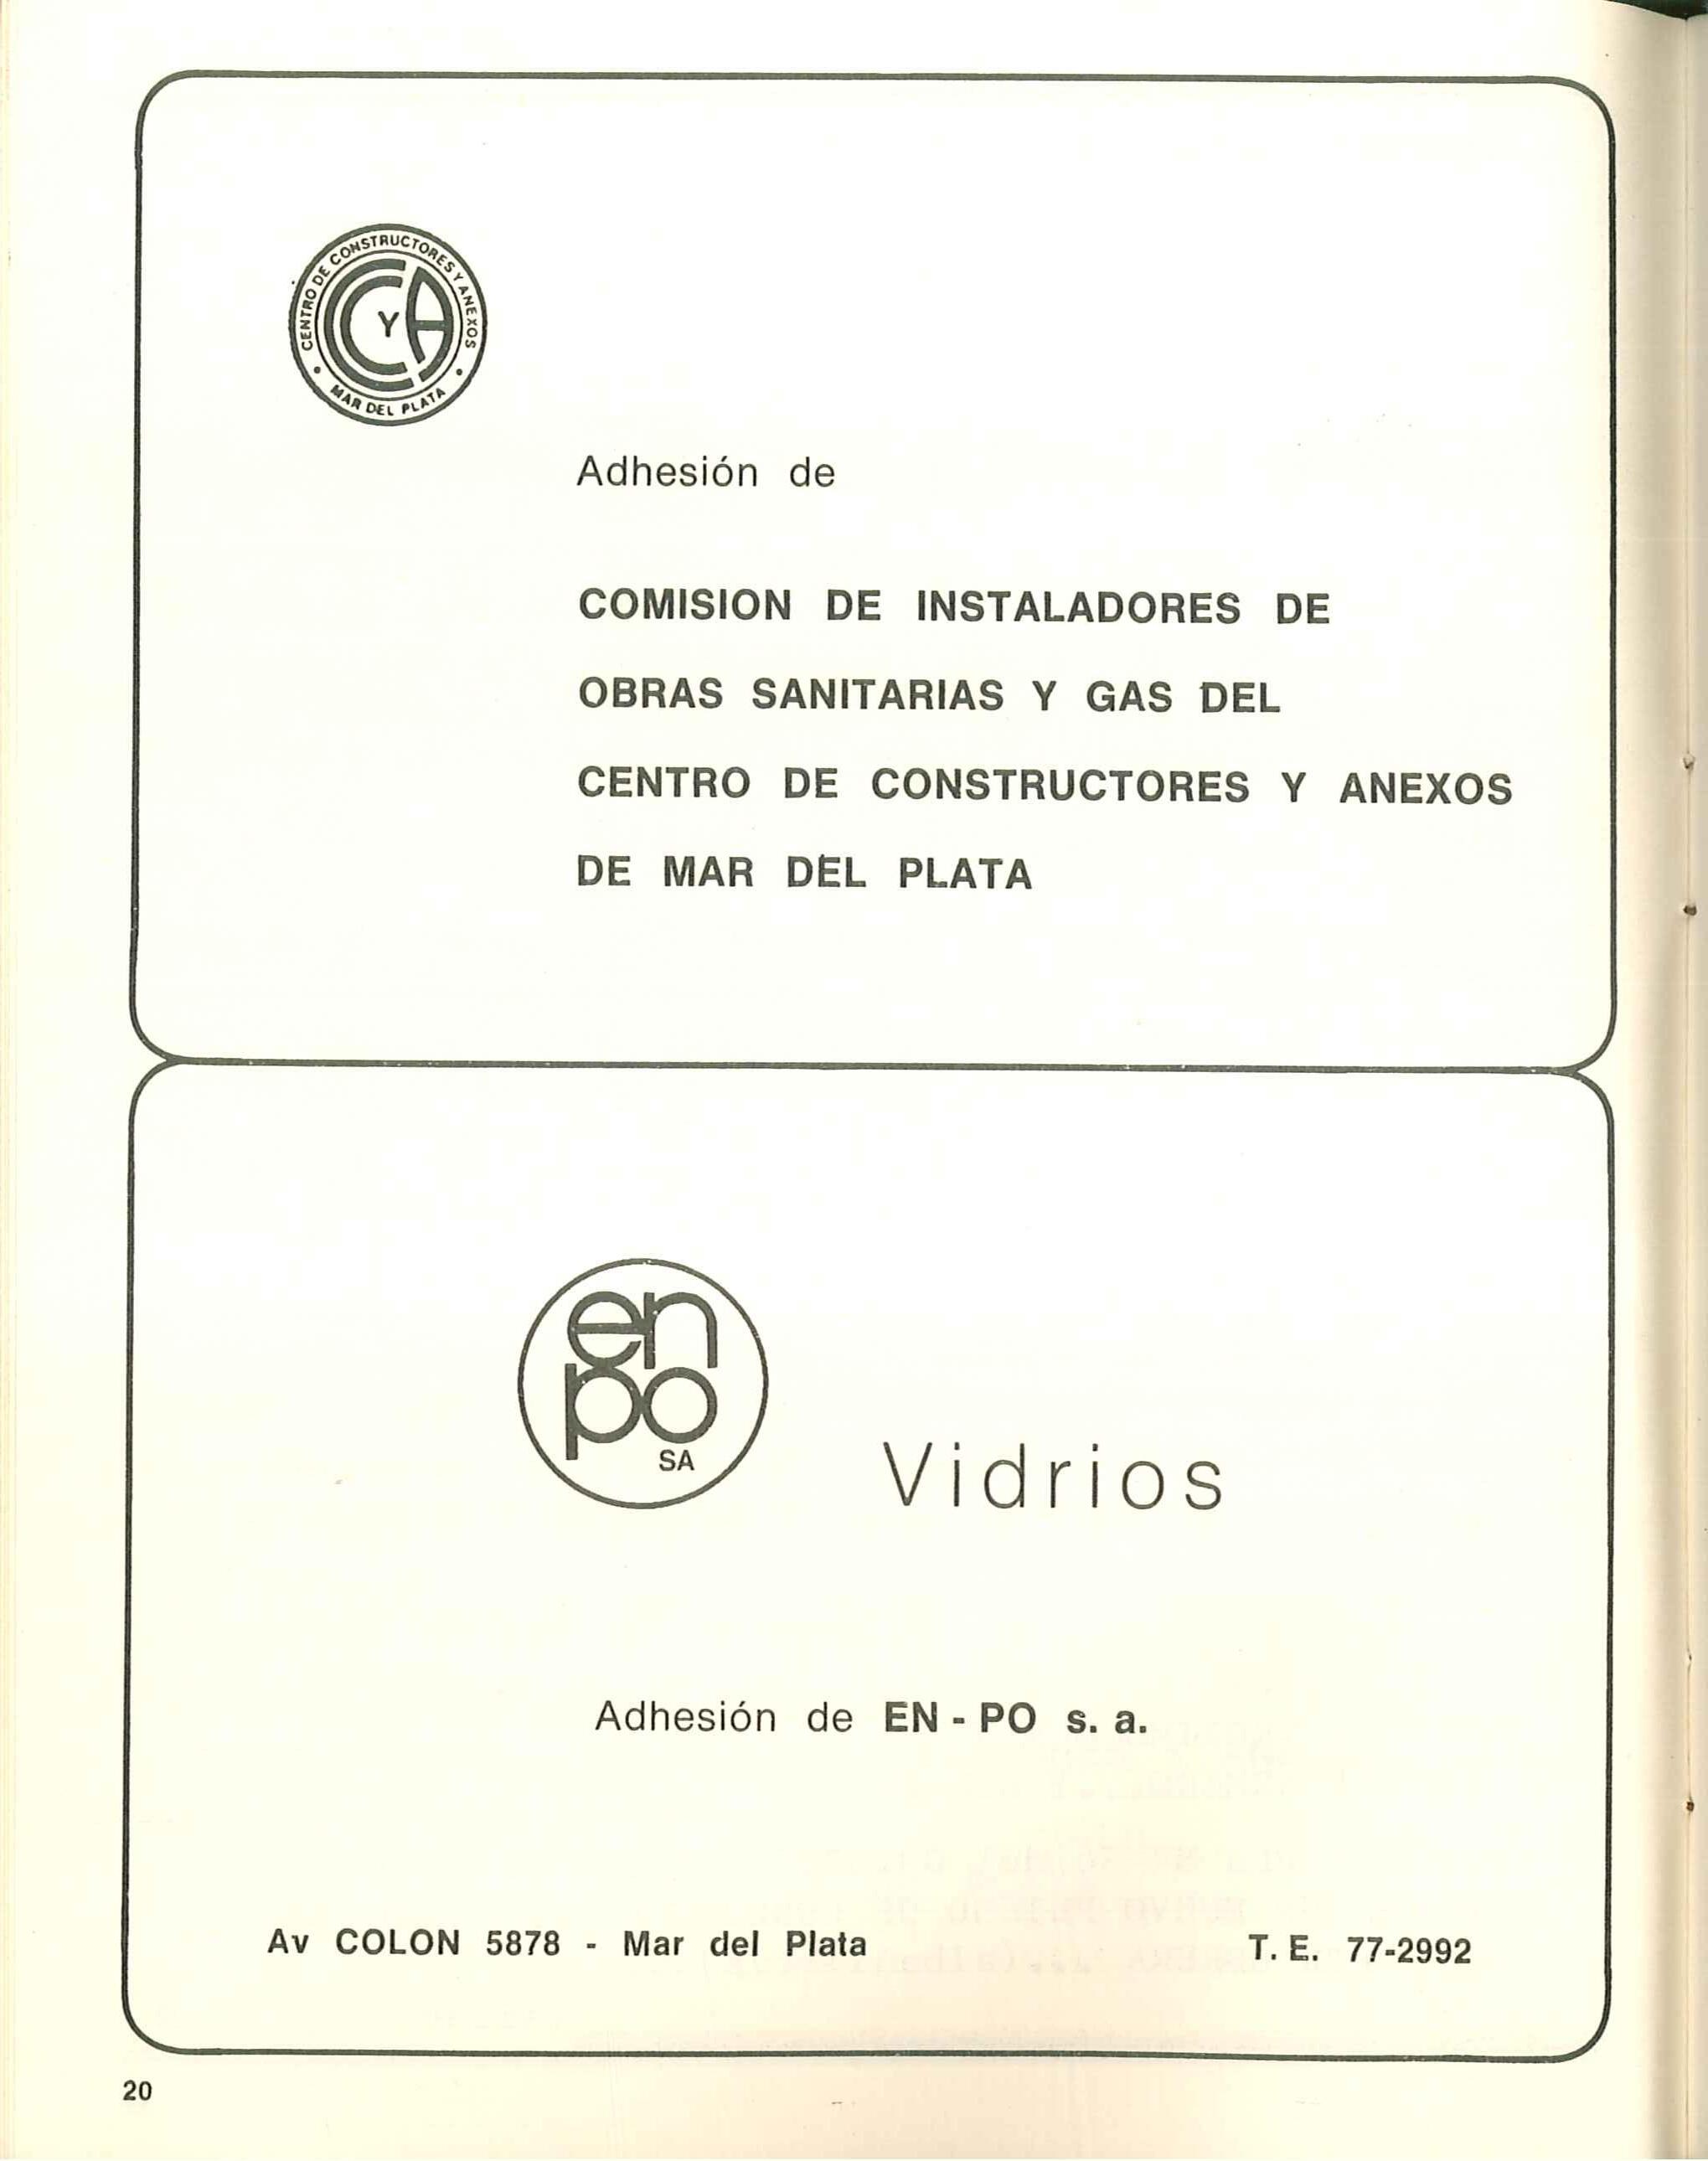 CENTRO DE CONSTRUCTORES Y ANEXOS
CCYA
• MAR DEL PLATA •
Adhesión de
COMISION DE INSTALADORES DE
OBRAS SANITARIAS Y GAS DEL
CENTRO DE CONSTRUCTORES Y ANEXOS
DE MAR DEL PLATA
en
po
SA
Vidrios
Adhesión de EN - PO s. a.
Av COLON 5878 - Mar del Plata T. E. 77-2992
20